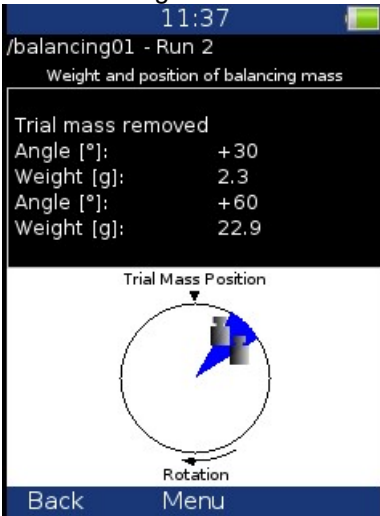 11:37
/balancing01 - Run 2
Weight and position of balancing mass
Trial mass removed
Angle [°]: +30
Weight [g]: 2.3
Angle [°]: +60
Weight [g]: 22.9
Trial Mass Position
Rotation
Back Menu